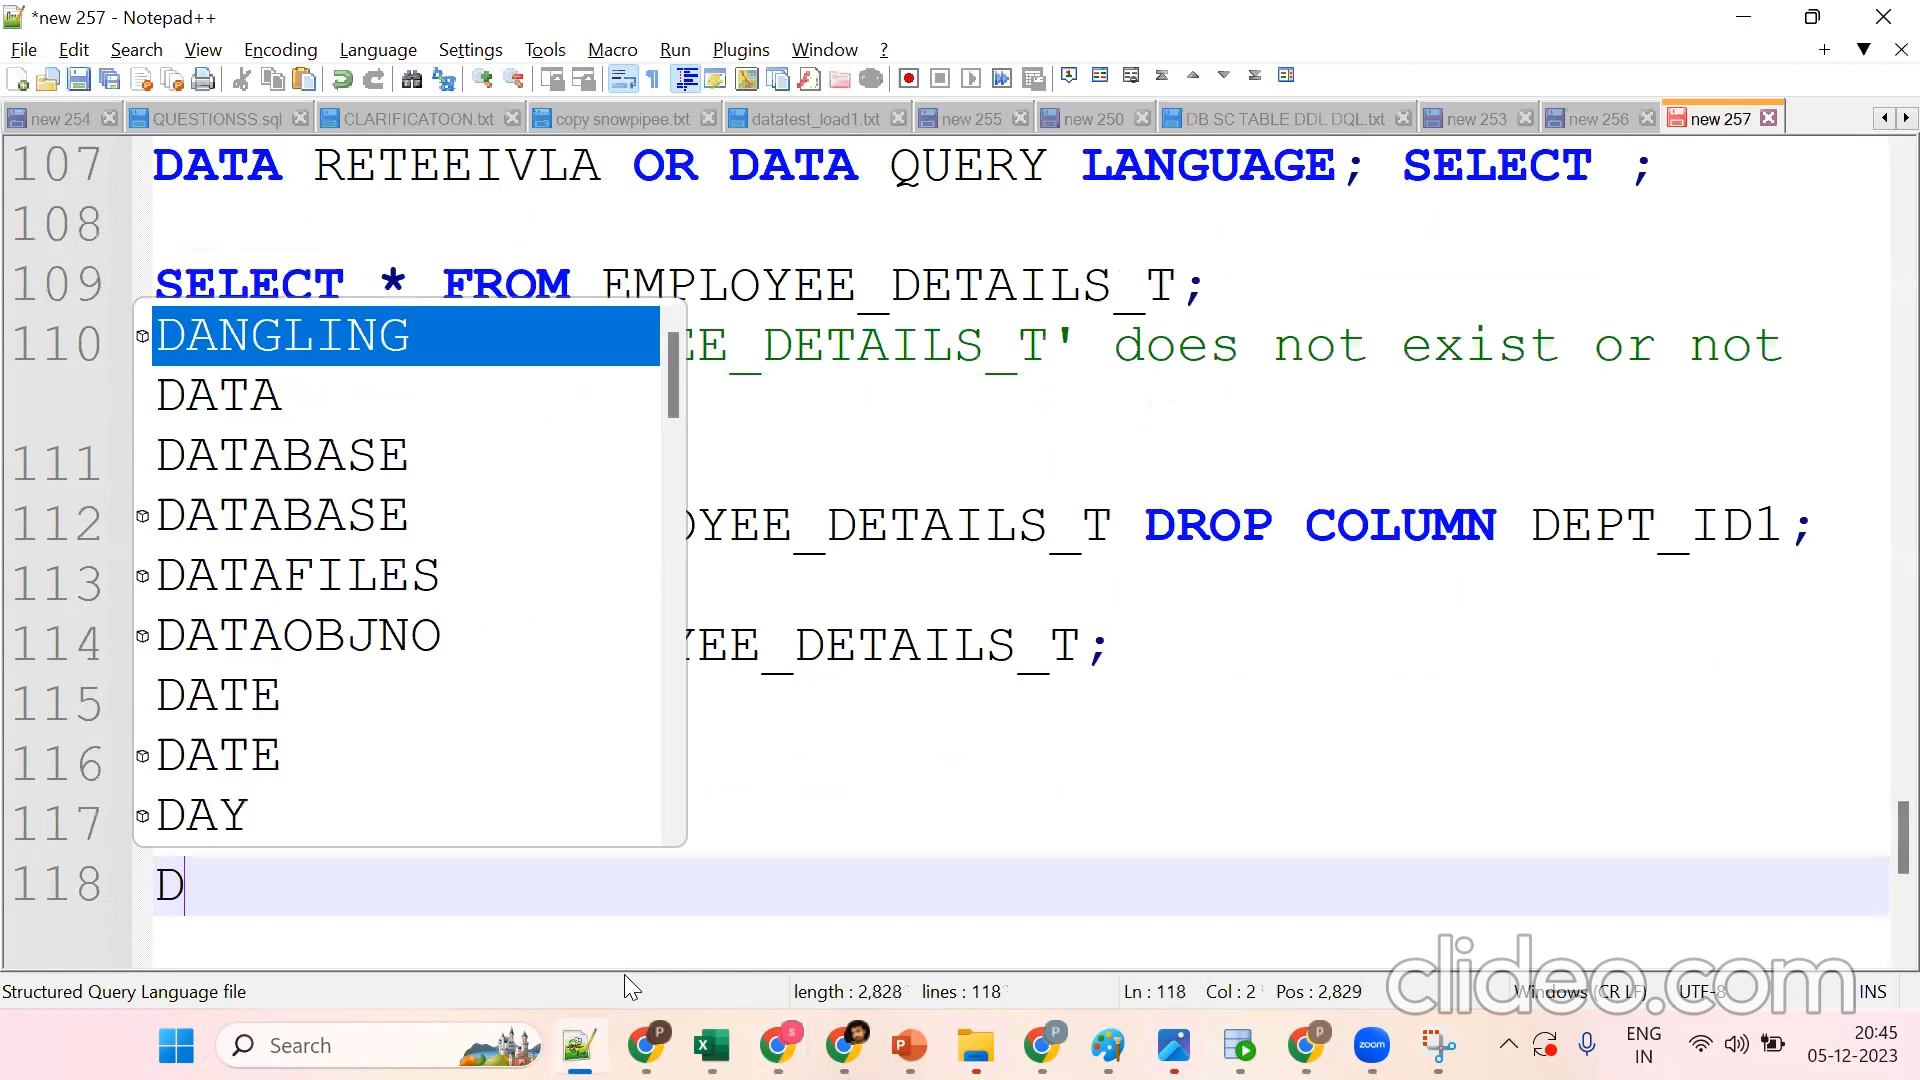 *new 257 - Notepad++
File Edit Search View Encoding Language Settings Tools Macro Run Plugins Window ?
new 254 QUESTIONSS.sql CLARIFICATOON.txt copy snowpipee.txt datatest_load1.txt new 255 new 250 DB SC TABLE DDL DQL.txt new 253 new 256 new 257
107 DATA RETEEIVLA OR DATA QUERY LANGUAGE; SELECT ;
108
109 SELECT * FROM EMPLOYEE_DETAILS_T;
110 EE_DETAILS_T' does not exist or not
DANGLING
DATA
DATABASE
DATABASE
DATAFILES
DATAOBJNO
DATE
DATE
DAY
111
112 OYEE_DETAILS_T DROP COLUMN DEPT_ID1;
113
114 YEE_DETAILS_T;
115
116
117
118 D
clideo.com
Structured Query Language file length : 2,828 lines : 118 Ln : 118 Col : 2 Pos : 2,829 Windows (CR LF) UTF-8 INS
Search
zoom
ENG
IN
20:45
05-12-2023